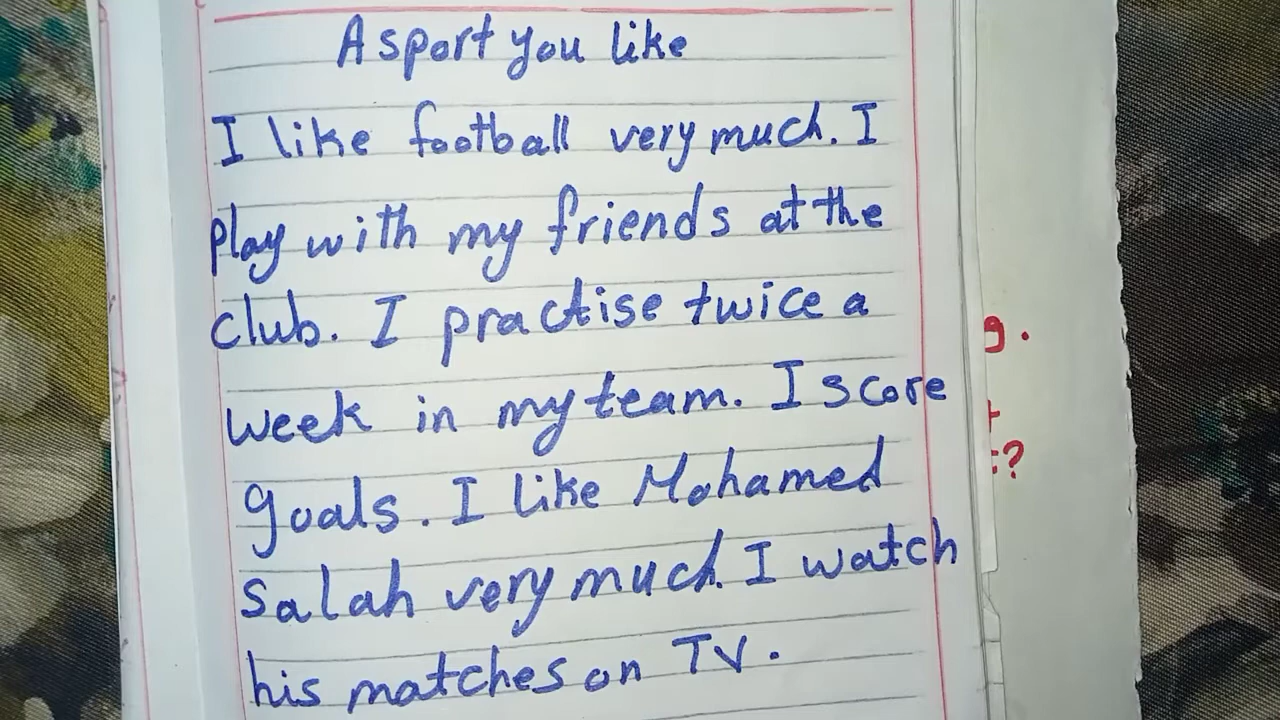 A sport you like
I like football very much. I
play with my friends at the
club. I practise twice a
week in my team. I score
goals. I like Mohamed
Salah very much. I watch
his matches on TV.
g.
?